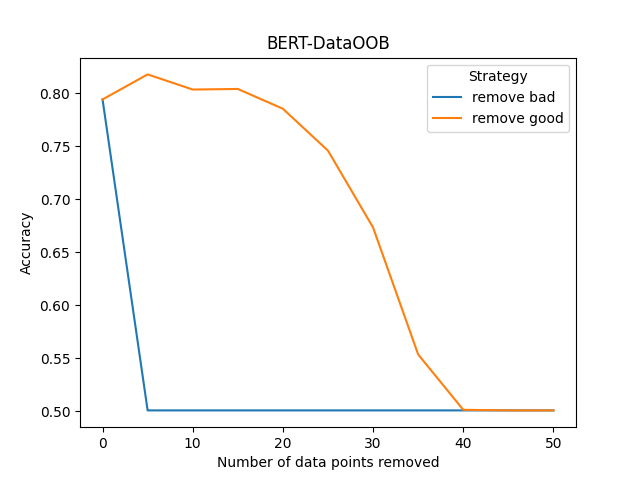 BERT-DataOOB
Strategy
remove bad
remove good
Accuracy
0.80
0.75
0.70
0.65
0.60
0.55
0.50
0 10 20 30 40 50
Number of data points removed